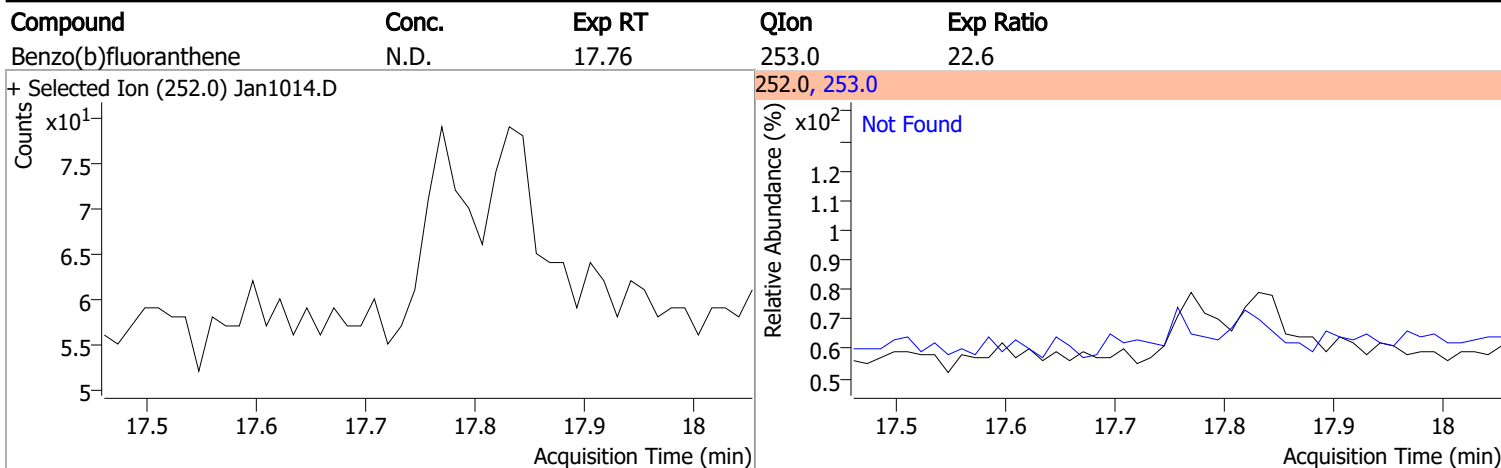 Compound Conc. Exp RT QIon Exp Ratio
Benzo(b)fluoranthene N.D. 17.76 253.0 22.6
+ Selected Ion (252.0) Jan1014.D
Counts
x10¹
7.5
7
6.5
6
5.5
5
17.5 17.6 17.7 17.8 17.9 18
Acquisition Time (min)
252.0, 253.0
Relative Abundance (%)
x10²
Not Found
1.2
1.1
1
0.9
0.8
0.7
0.6
0.5
17.5 17.6 17.7 17.8 17.9 18
Acquisition Time (min)